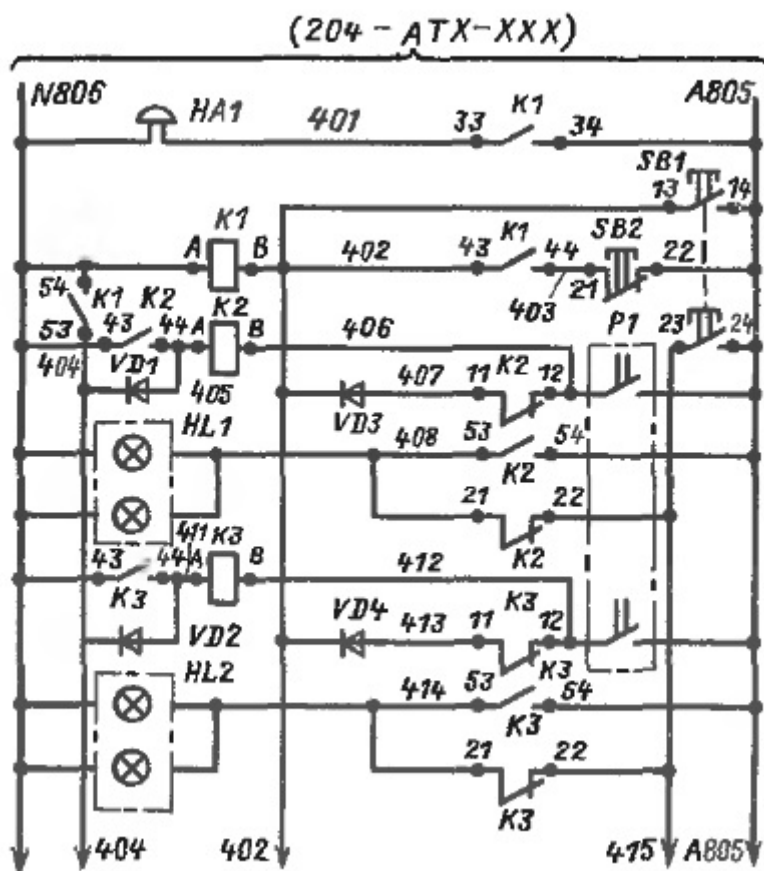 (204-АТХ-ХХХ)
N806 HA1 401 33 K1 34 A805
SB1
13 14
A K1 B 402 43 K1 44 SB2 22
21
403
54 K1 K2 K2 P1
53 43 44 A B 406 23 24
404 VD1 405 407 11 K2 12
VD3
HL1 408 53 54
K2
21 22
K2
411
43 44 A K3 B 412
K3 K3
VD2 VD4 413 11 12
K3
HL2 414 53 54
K3
21 22
K3
404 402 415 A805